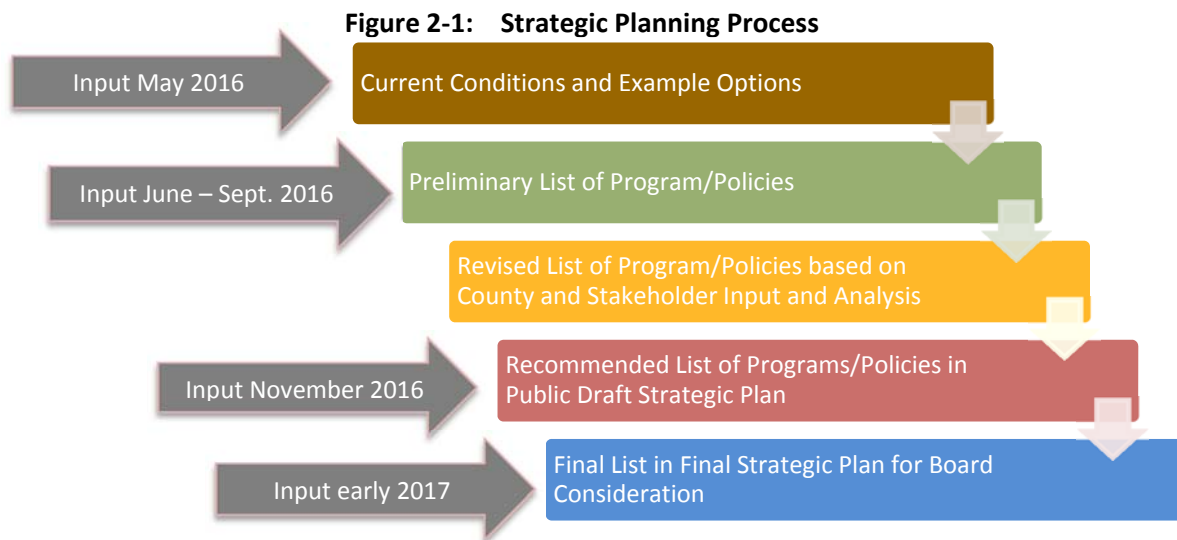 Figure 2-1: Strategic Planning Process
Input May 2016
Current Conditions and Example Options
Input June – Sept. 2016
Preliminary List of Program/Policies
Revised List of Program/Policies based on
County and Stakeholder Input and Analysis
Input November 2016
Recommended List of Programs/Policies in
Public Draft Strategic Plan
Input early 2017
Final List in Final Strategic Plan for Board
Consideration